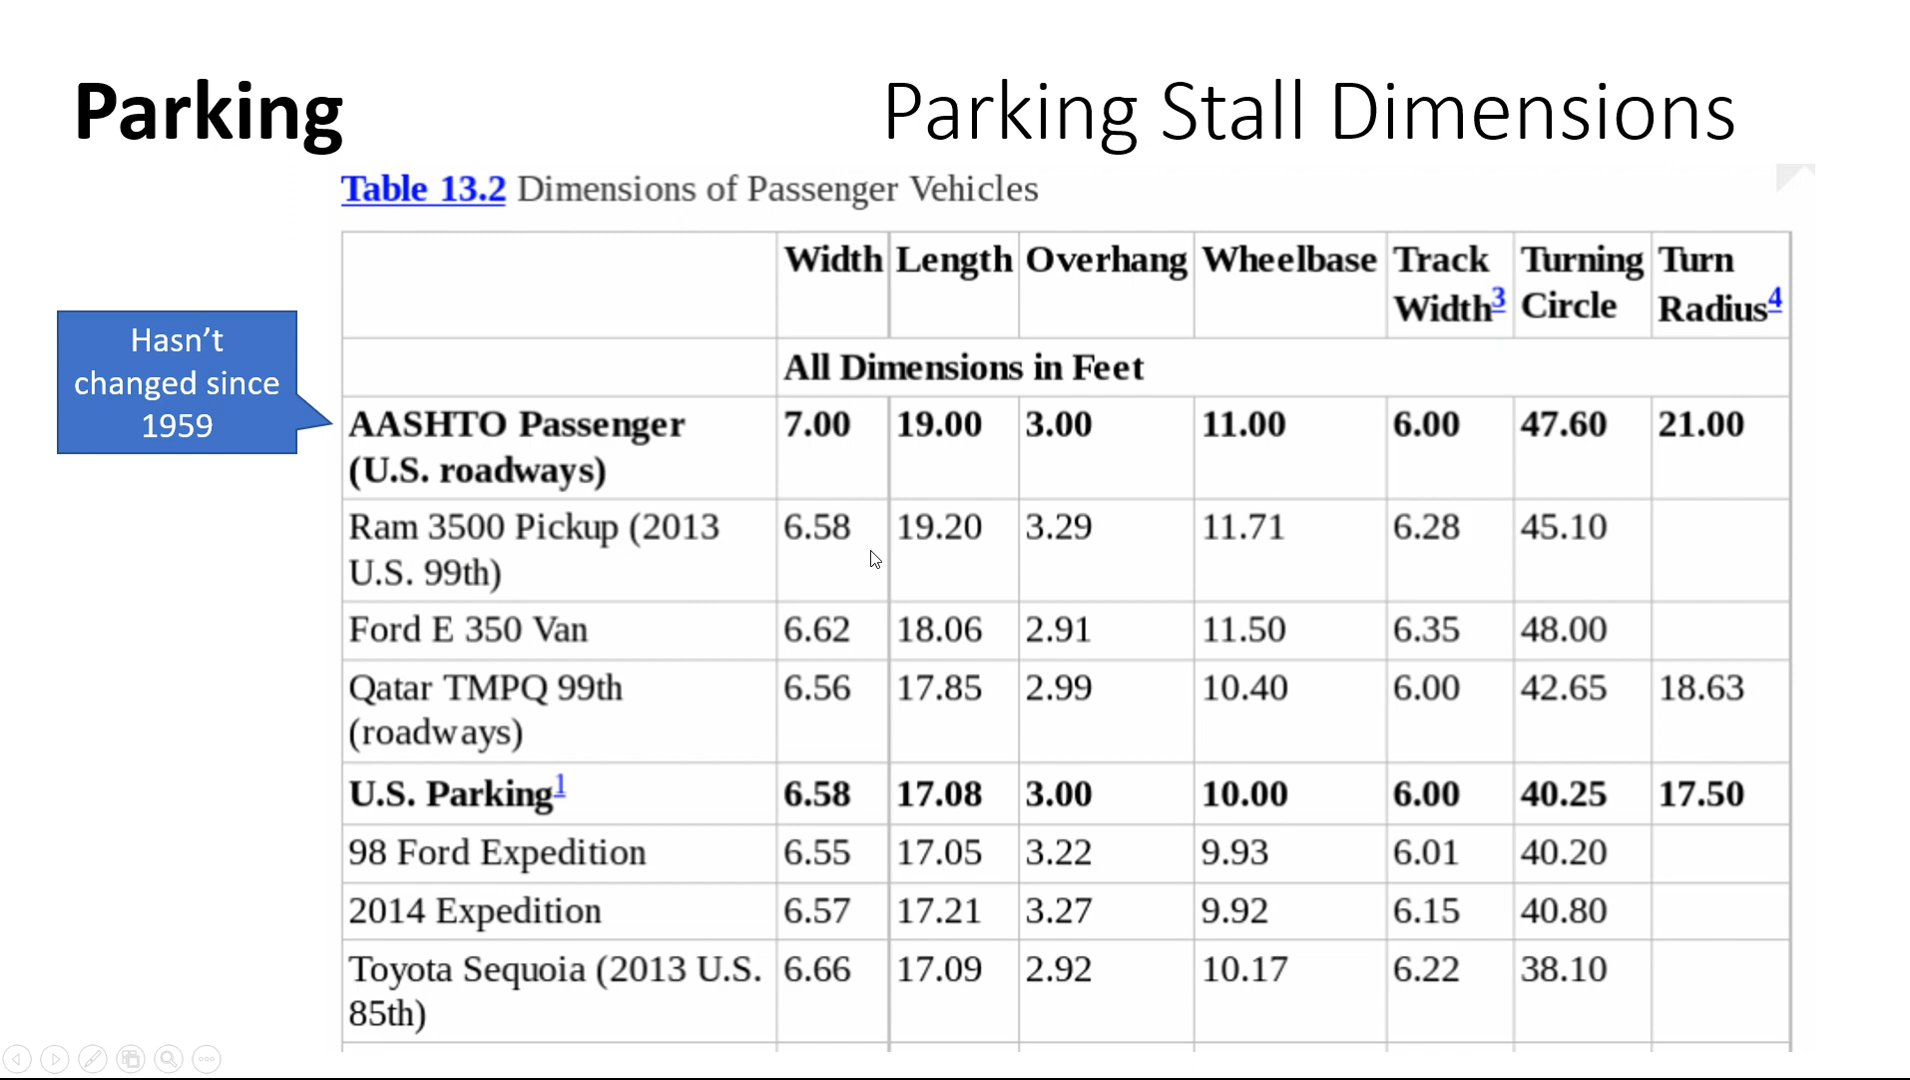 Parking
Parking Stall Dimensions
Table 13.2 Dimensions of Passenger Vehicles
Width Length Overhang Wheelbase Track Width3 Turning Circle Turn Radius4
All Dimensions in Feet
Hasn’t
changed since
1959
AASHTO Passenger (U.S. roadways) 7.00 19.00 3.00 11.00 6.00 47.60 21.00
Ram 3500 Pickup (2013 U.S. 99th) 6.58 19.20 3.29 11.71 6.28 45.10
Ford E 350 Van 6.62 18.06 2.91 11.50 6.35 48.00
Qatar TMPQ 99th (roadways) 6.56 17.85 2.99 10.40 6.00 42.65 18.63
U.S. Parking1 6.58 17.08 3.00 10.00 6.00 40.25 17.50
98 Ford Expedition 6.55 17.05 3.22 9.93 6.01 40.20
2014 Expedition 6.57 17.21 3.27 9.92 6.15 40.80
Toyota Sequoia (2013 U.S. 85th) 6.66 17.09 2.92 10.17 6.22 38.10